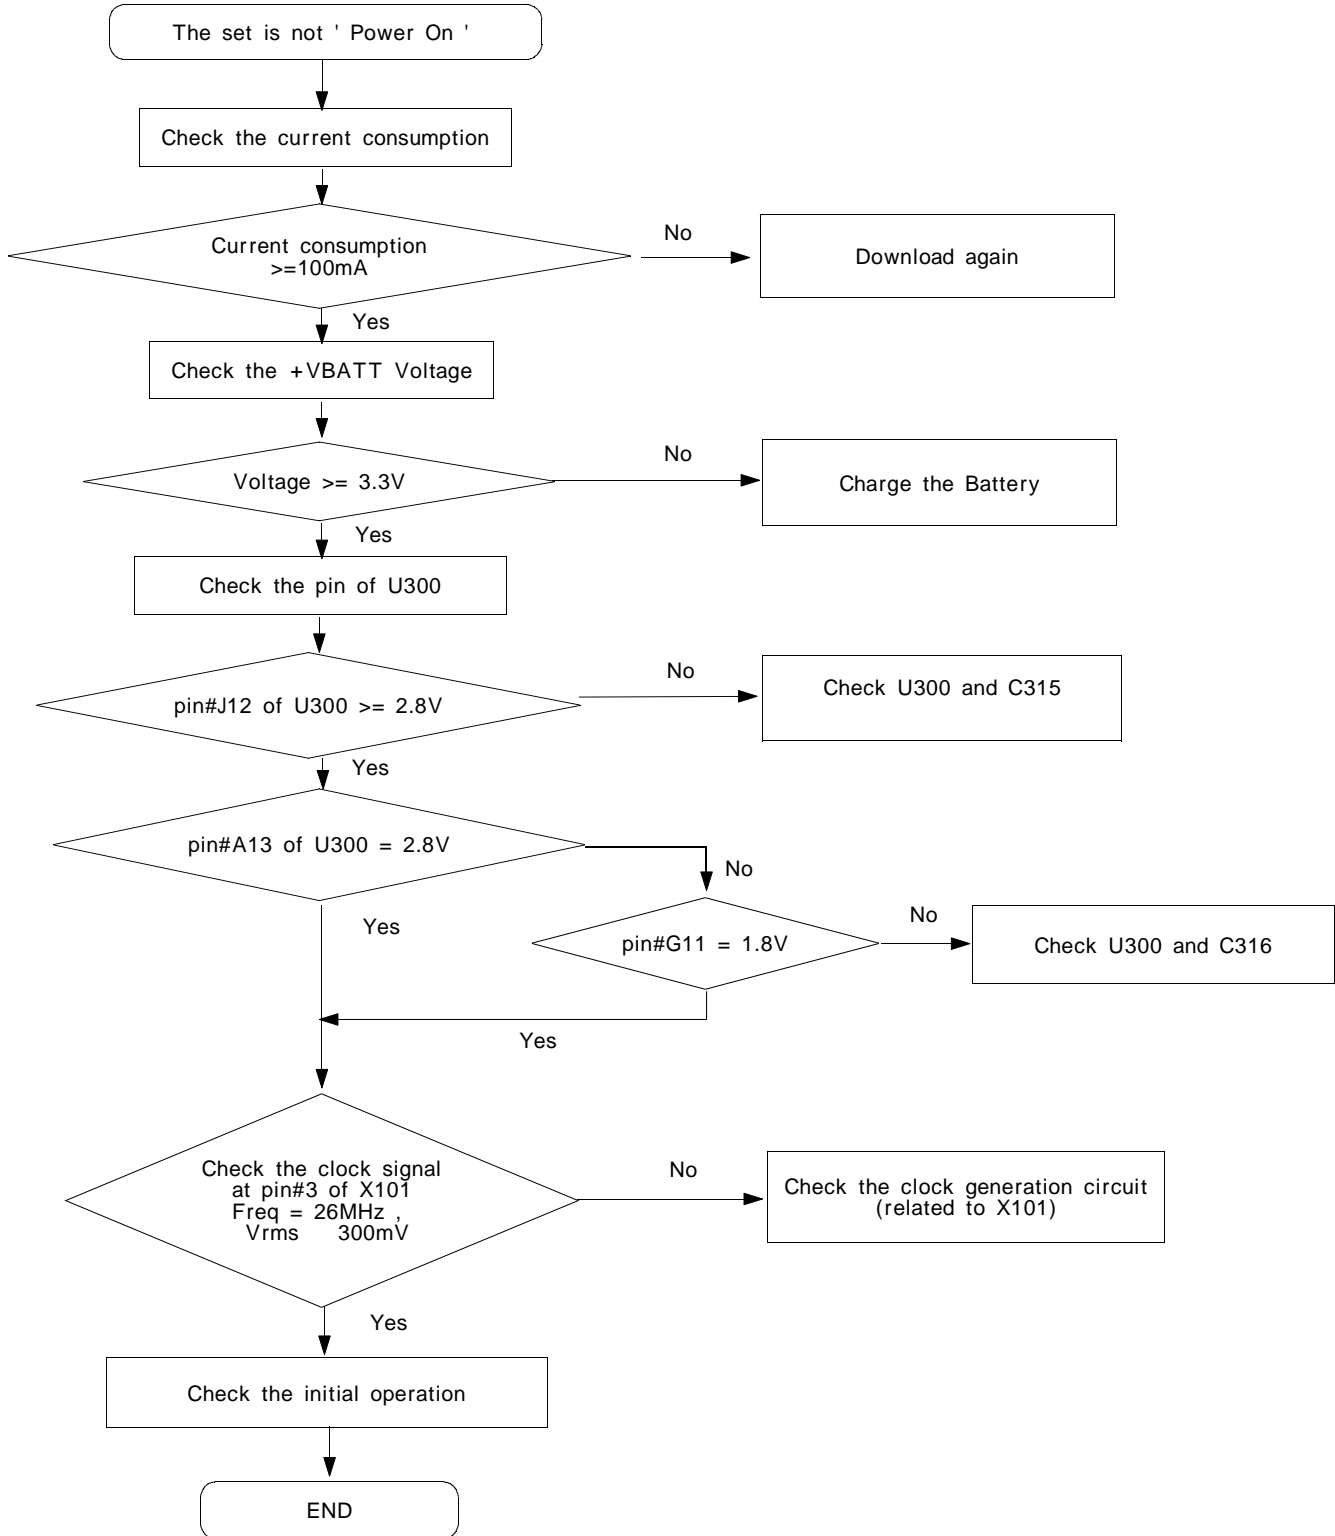 The set is not ' Power On '
Check the current consumption
Current consumption
>=100mA
No
Download again
Yes
Check the +VBATT Voltage
Voltage >= 3.3V
No
Charge the Battery
Yes
Check the pin of U300
pin#J12 of U300 >= 2.8V
No
Check U300 and C315
Yes
pin#A13 of U300 = 2.8V
No
Yes
pin#G11 = 1.8V
No
Check U300 and C316
Yes
Check the clock signal
at pin#3 of X101
Freq = 26MHz ,
Vrms 300mV
No
Check the clock generation circuit
(related to X101)
Yes
Check the initial operation
END